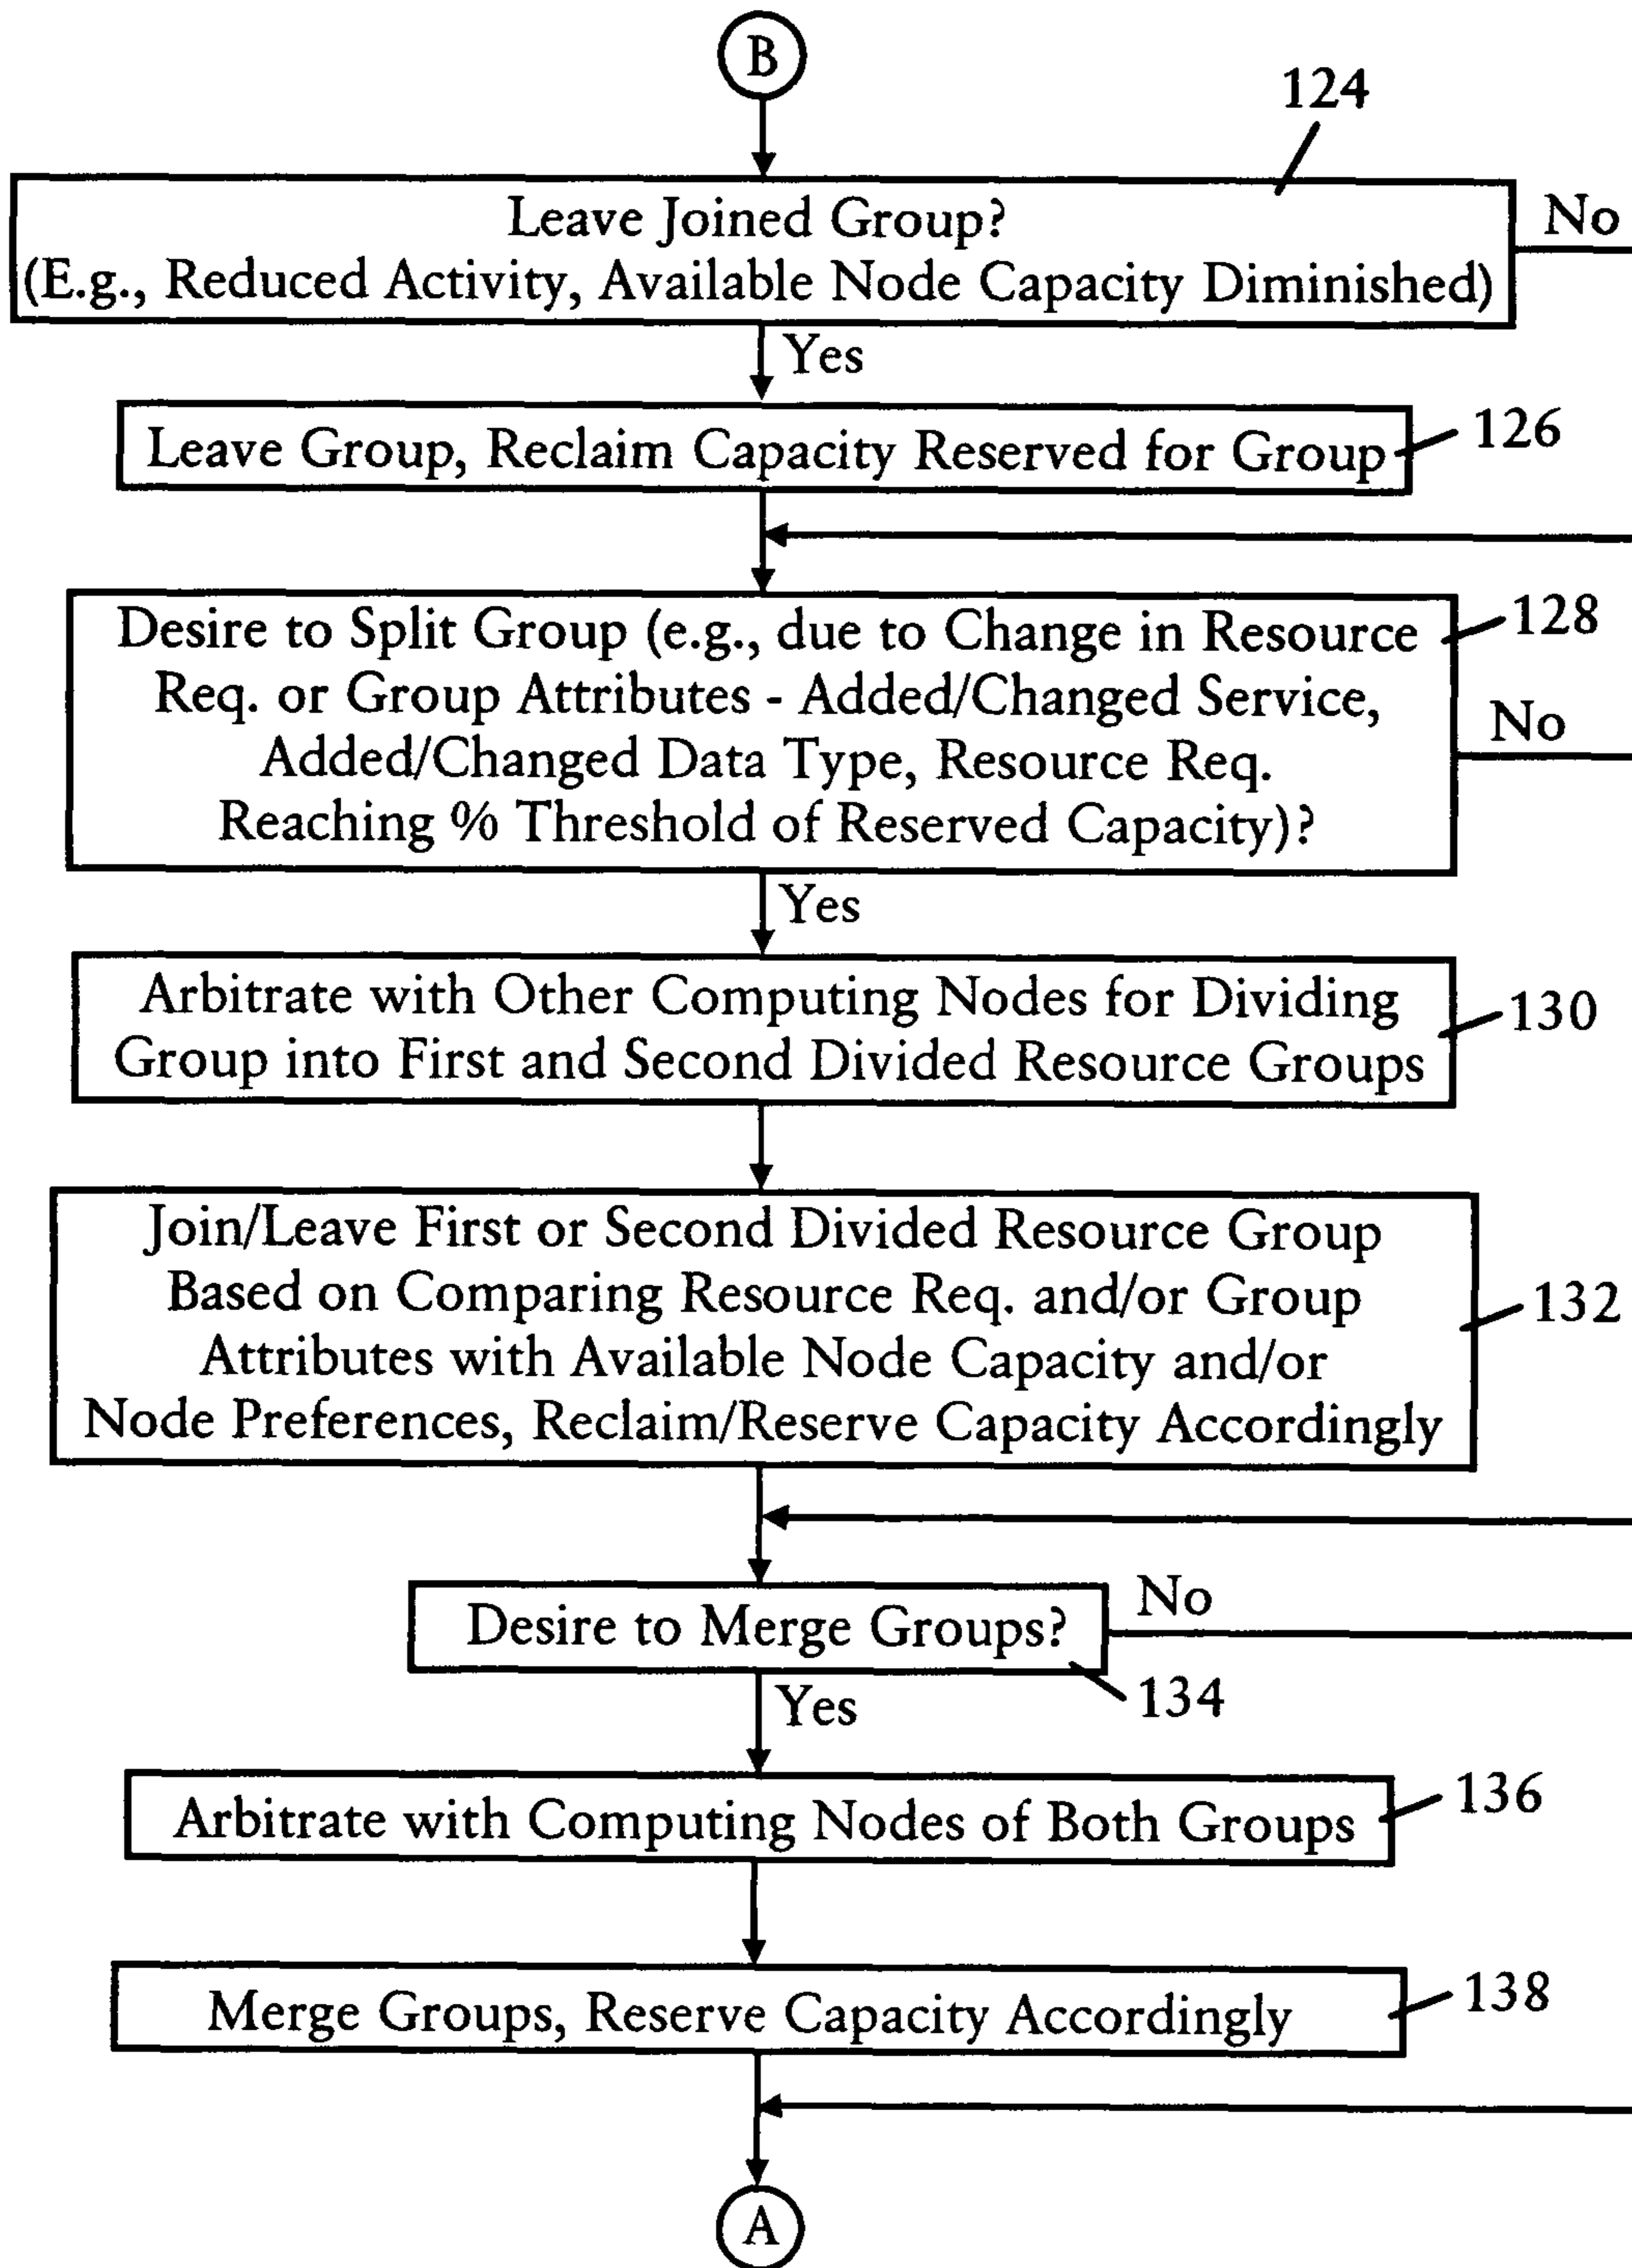 B
124
Leave Joined Group?
No
(E.g., Reduced Activity, Available Node Capacity Diminished)
Yes
Leave Group, Reclaim Capacity Reserved for Group
126
Desire to Split Group (e.g., due to Change in Resource
128
Req. or Group Attributes - Added/Changed Service,
No
Added/Changed Data Type, Resource Req.
Reaching % Threshold of Reserved Capacity)?
Yes
Arbitrate with Other Computing Nodes for Dividing
130
Group into First and Second Divided Resource Groups
Join/Leave First or Second Divided Resource Group
Based on Comparing Resource Req. and/or Group
132
Attributes with Available Node Capacity and/or
Node Preferences, Reclaim/Reserve Capacity Accordingly
Desire to Merge Groups?
No
134
Yes
Arbitrate with Computing Nodes of Both Groups
136
Merge Groups, Reserve Capacity Accordingly
138
A